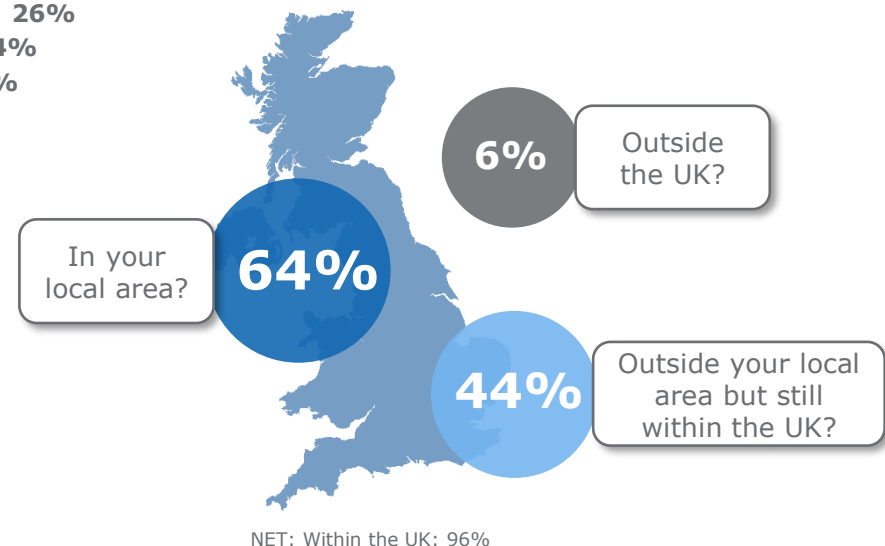 26%
4%
%
6%
Outside
the UK?
In your
local area?
64%
44%
Outside your local
area but still
within the UK?
NET: Within the UK: 96%